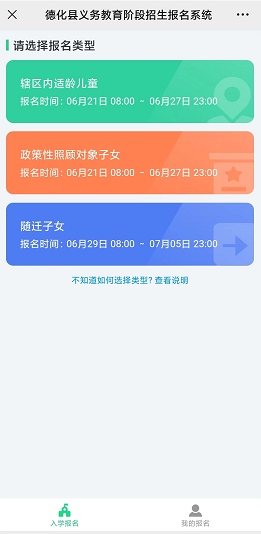 德化县义务教育阶段招生报名系统
请选择报名类型
辖区内适龄儿童
报名时间：06月21日 08:00 - 06月27日 23:00
政策性照顾对象子女
报名时间：06月21日 08:00 - 06月27日 23:00
随迁子女
报名时间：06月29日 08:00 - 07月05日 23:00
不知道如何选择类型？查看说明
入学报名
我的报名